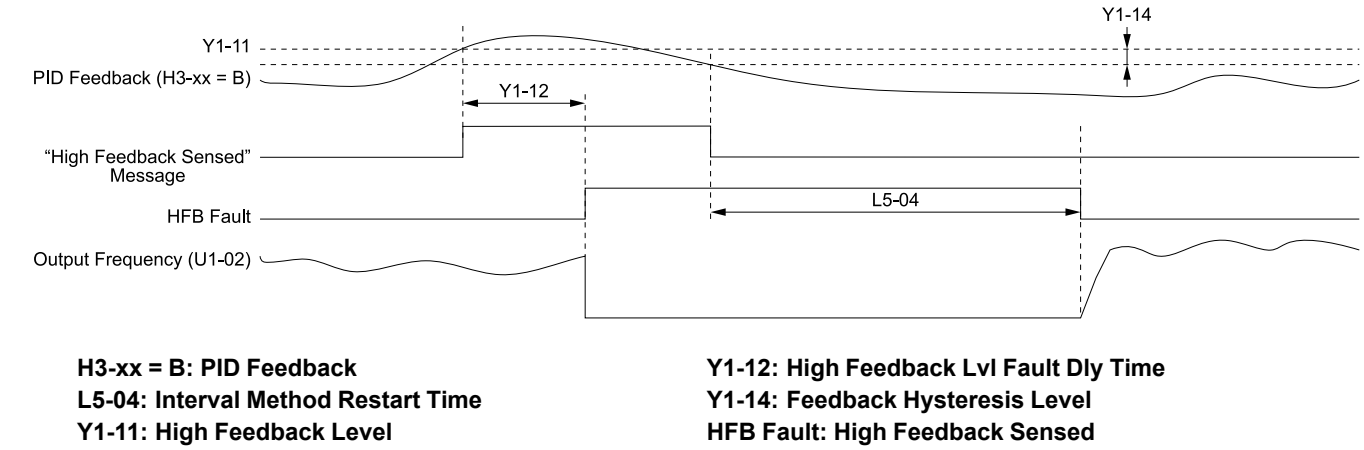 Y1-14
Y1-11
PID Feedback (H3-xx = B)
Y1-12
“High Feedback Sensed”
Message
L5-04
HFB Fault
Output Frequency (U1-02)
H3-xx = B: PID Feedback
L5-04: Interval Method Restart Time
Y1-11: High Feedback Level
Y1-12: High Feedback Lvl Fault Dly Time
Y1-14: Feedback Hysteresis Level
HFB Fault: High Feedback Sensed